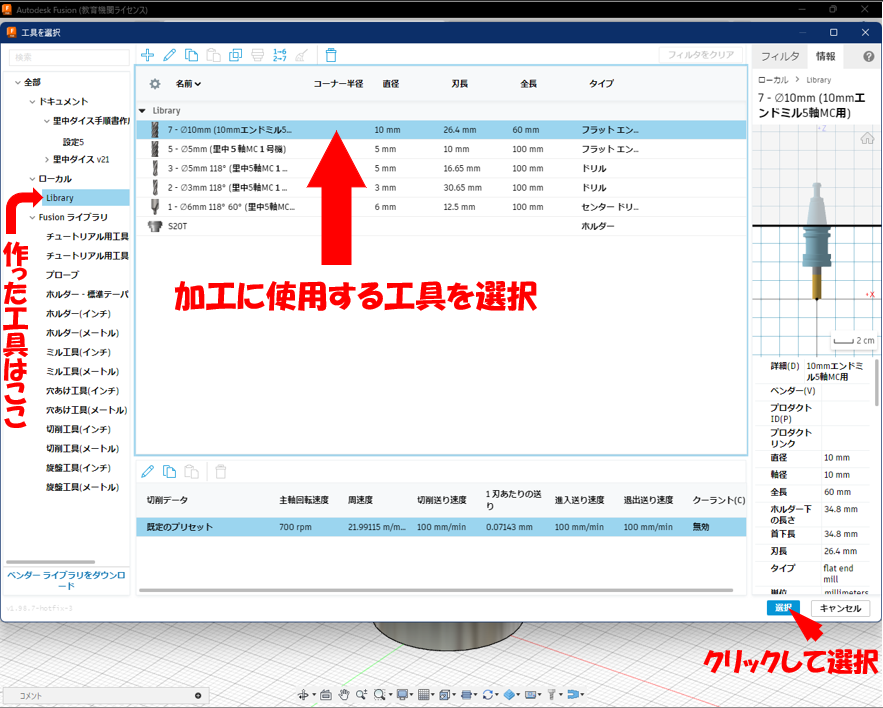 Autodesk Fusion (教育機関ライセンス)
工具を選択
検索
フィルタをクリア
フィルタ
情報
全部
ドキュメント
里中ダイス手順書作成
設定5
里中ダイス v21
ローカル
Library
Fusion ライブラリ
チュートリアル用工具
チュートリアル用工具
プローブ
ホルダー - 標準テーパ
ホルダー(インチ)
ホルダー(メートル)
ミル工具(インチ)
ミル工具(メートル)
穴あけ工具(インチ)
穴あけ工具(メートル)
切削工具(インチ)
切削工具(メートル)
旋盤工具(インチ)
旋盤工具(メートル)
ベンダー ライブラリをダウンロード
作った工具はここ
名前 コーナー半径 直径 刃長 全長 タイプ
Library
7 - ∅10mm (10mmエンドミル5... 10 mm 26.4 mm 60 mm フラット エン...
5 - ∅5mm (里中５軸MC１号機) 5 mm 10 mm 100 mm フラット エン...
3 - ∅5mm 118° (里中5軸MC１... 5 mm 16.65 mm 100 mm ドリル
2 - ∅3mm 118° (里中5軸MC１... 3 mm 30.65 mm 100 mm ドリル
1 - ∅6mm 118° 60° (里中5軸MC... 6 mm 12.5 mm 100 mm センター ドリ...
S20T ホルダー
加工に使用する工具を選択
切削データ 主軸回転速度 周速度 切削送り速度 1 刃あたりの送り 進入送り速度 退出送り速度 クーラント(C)
既定のプリセット 700 rpm 21.99115 m/m... 100 mm/min 0.07143 mm 100 mm/min 100 mm/min 無効
ローカル > Library
7 - ∅10mm (10mmエンドミル5軸MC用)
-Z
+X
2 cm
詳細(D) 10mmエンドミル5軸MC用
ベンダー(V)
プロダクト ID(P)
プロダクト リンク
直径 10 mm
軸径 10 mm
全長 60 mm
ホルダー下の長さ 34.8 mm
首下長 34.8 mm
刃長 26.4 mm
タイプ flat end mill
単位 millimeters
選択
キャンセル
クリックして選択
コメント